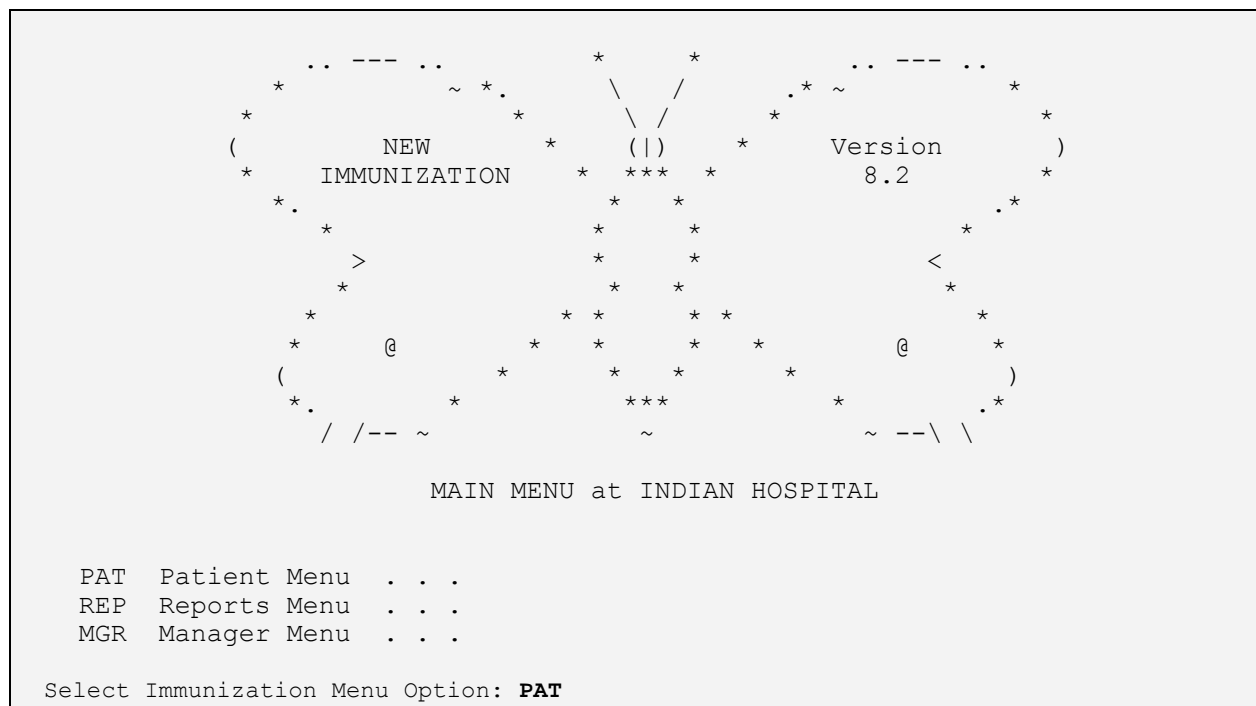 NEW Version
IMMUNIZATION 8.2
MAIN MENU at INDIAN HOSPITAL
PAT Patient Menu . . .
REP Reports Menu . . .
MGR Manager Menu . . .
Select Immunization Menu Option: PAT